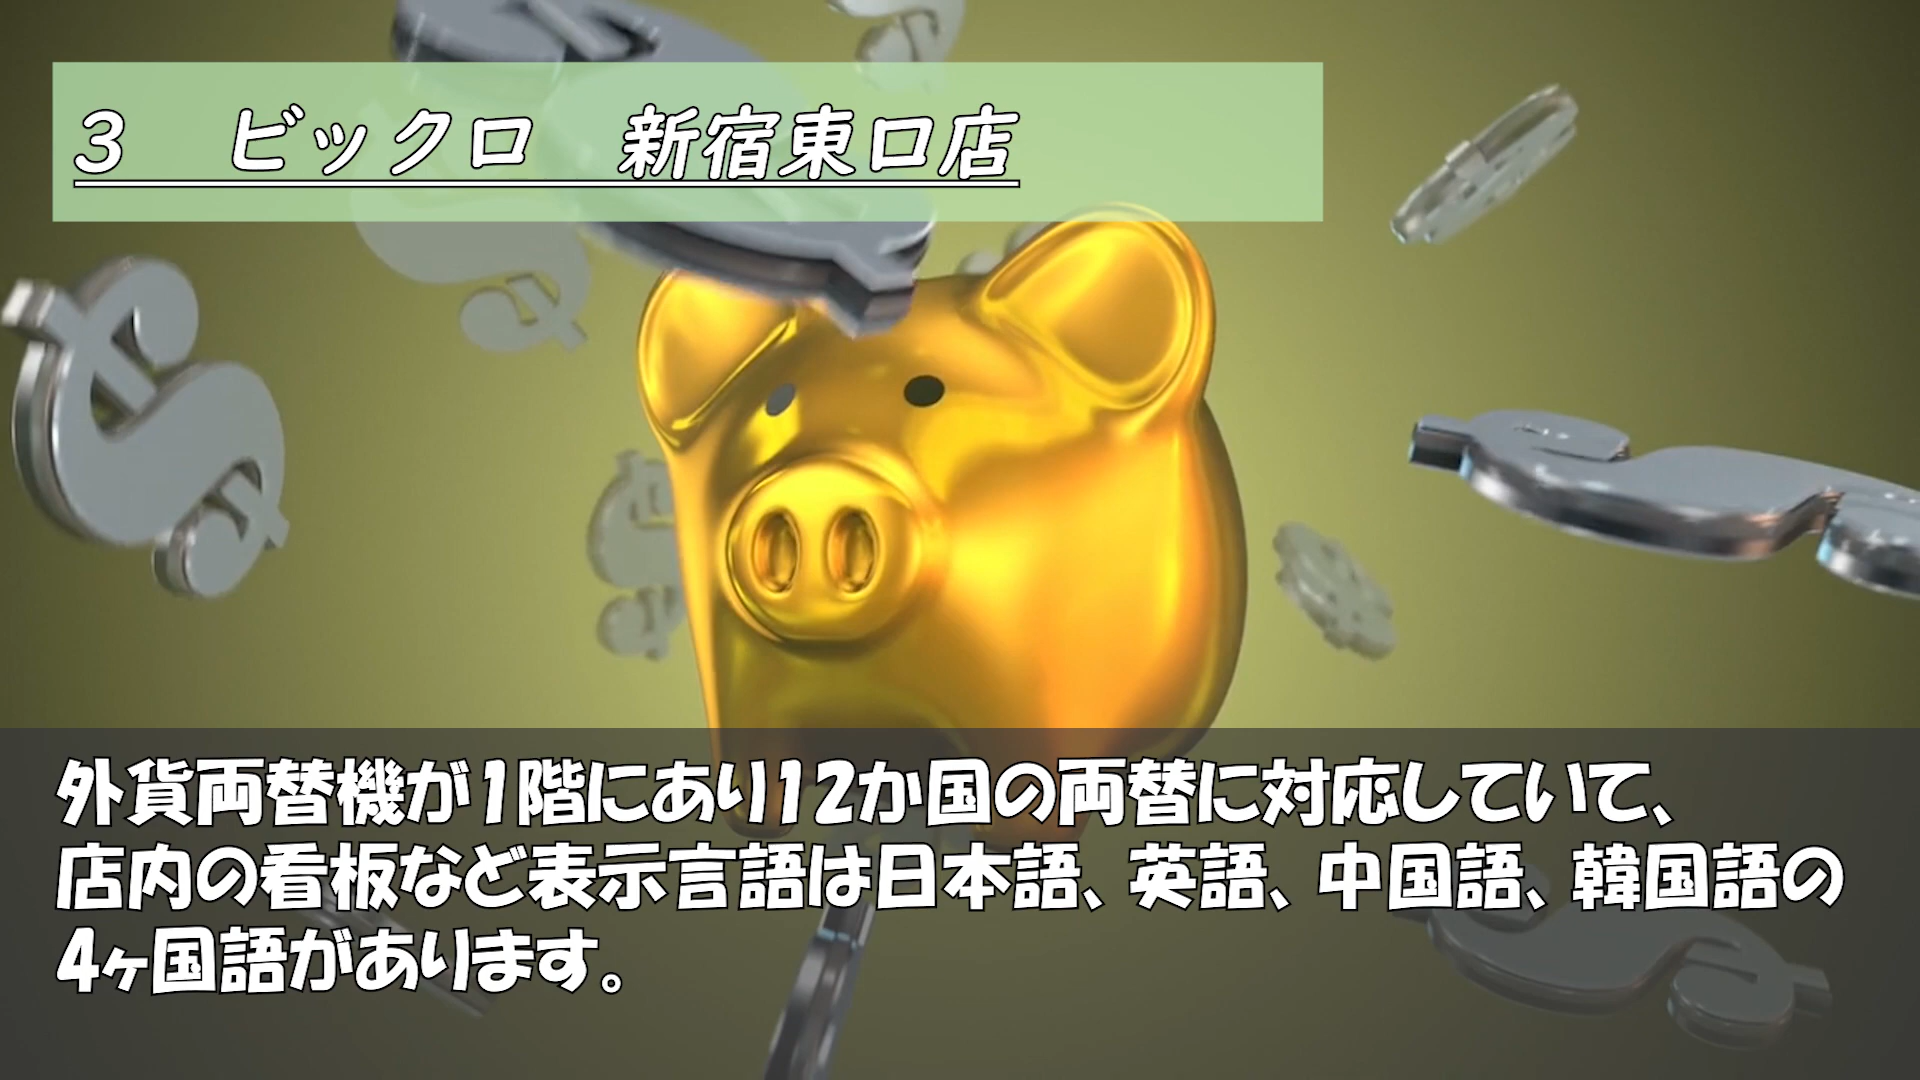 ３　ビックロ　新宿東口店
外貨両替機が1階にあり12か国の両替に対応していて、
店内の看板など表示言語は日本語、英語、中国語、韓国語の
4ヶ国語があります。